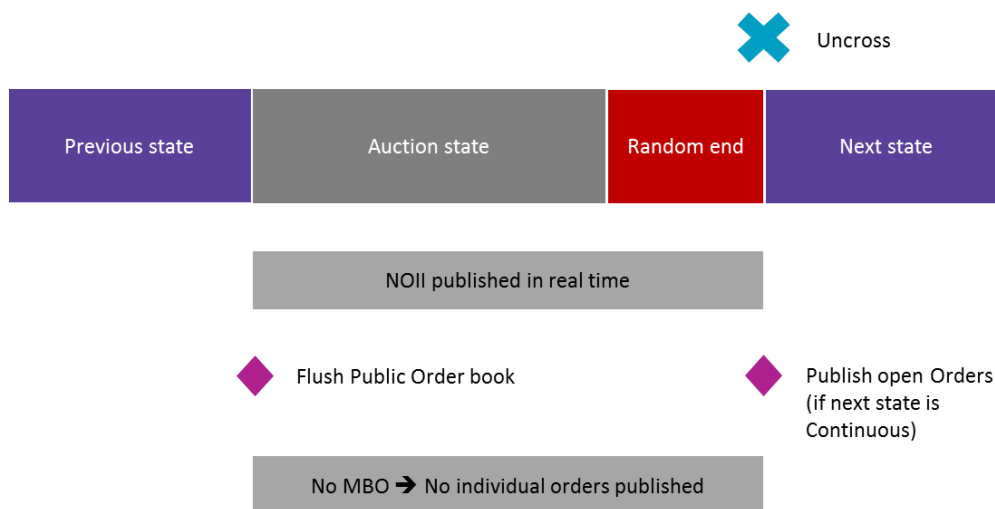 Uncross
Previous state
Auction state
Random end
Next state
NOII published in real time
Flush Public Order book
Publish open Orders
(if next state is
Continuous)
No MBO ➔ No individual orders published